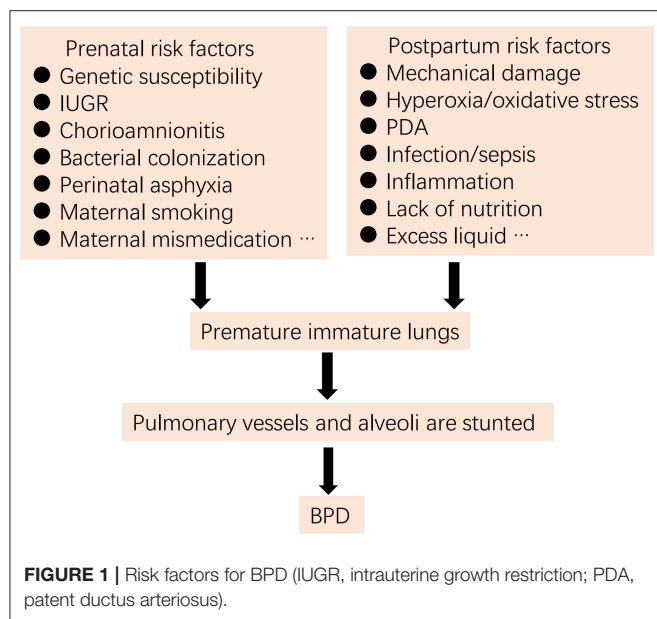 Prenatal risk factors
● Genetic susceptibility
● IUGR
● Chorioamnionitis
● Bacterial colonization
● Perinatal asphyxia
● Maternal smoking
● Maternal mismedication ···
Postpartum risk factors
● Mechanical damage
● Hyperoxia/oxidative stress
● PDA
● Infection/sepsis
● Inflammation
● Lack of nutrition
● Excess liquid ···
Premature immature lungs
Pulmonary vessels and alveoli are stunted
BPD
FIGURE 1 | Risk factors for BPD (IUGR, intrauterine growth restriction; PDA,
patent ductus arteriosus).